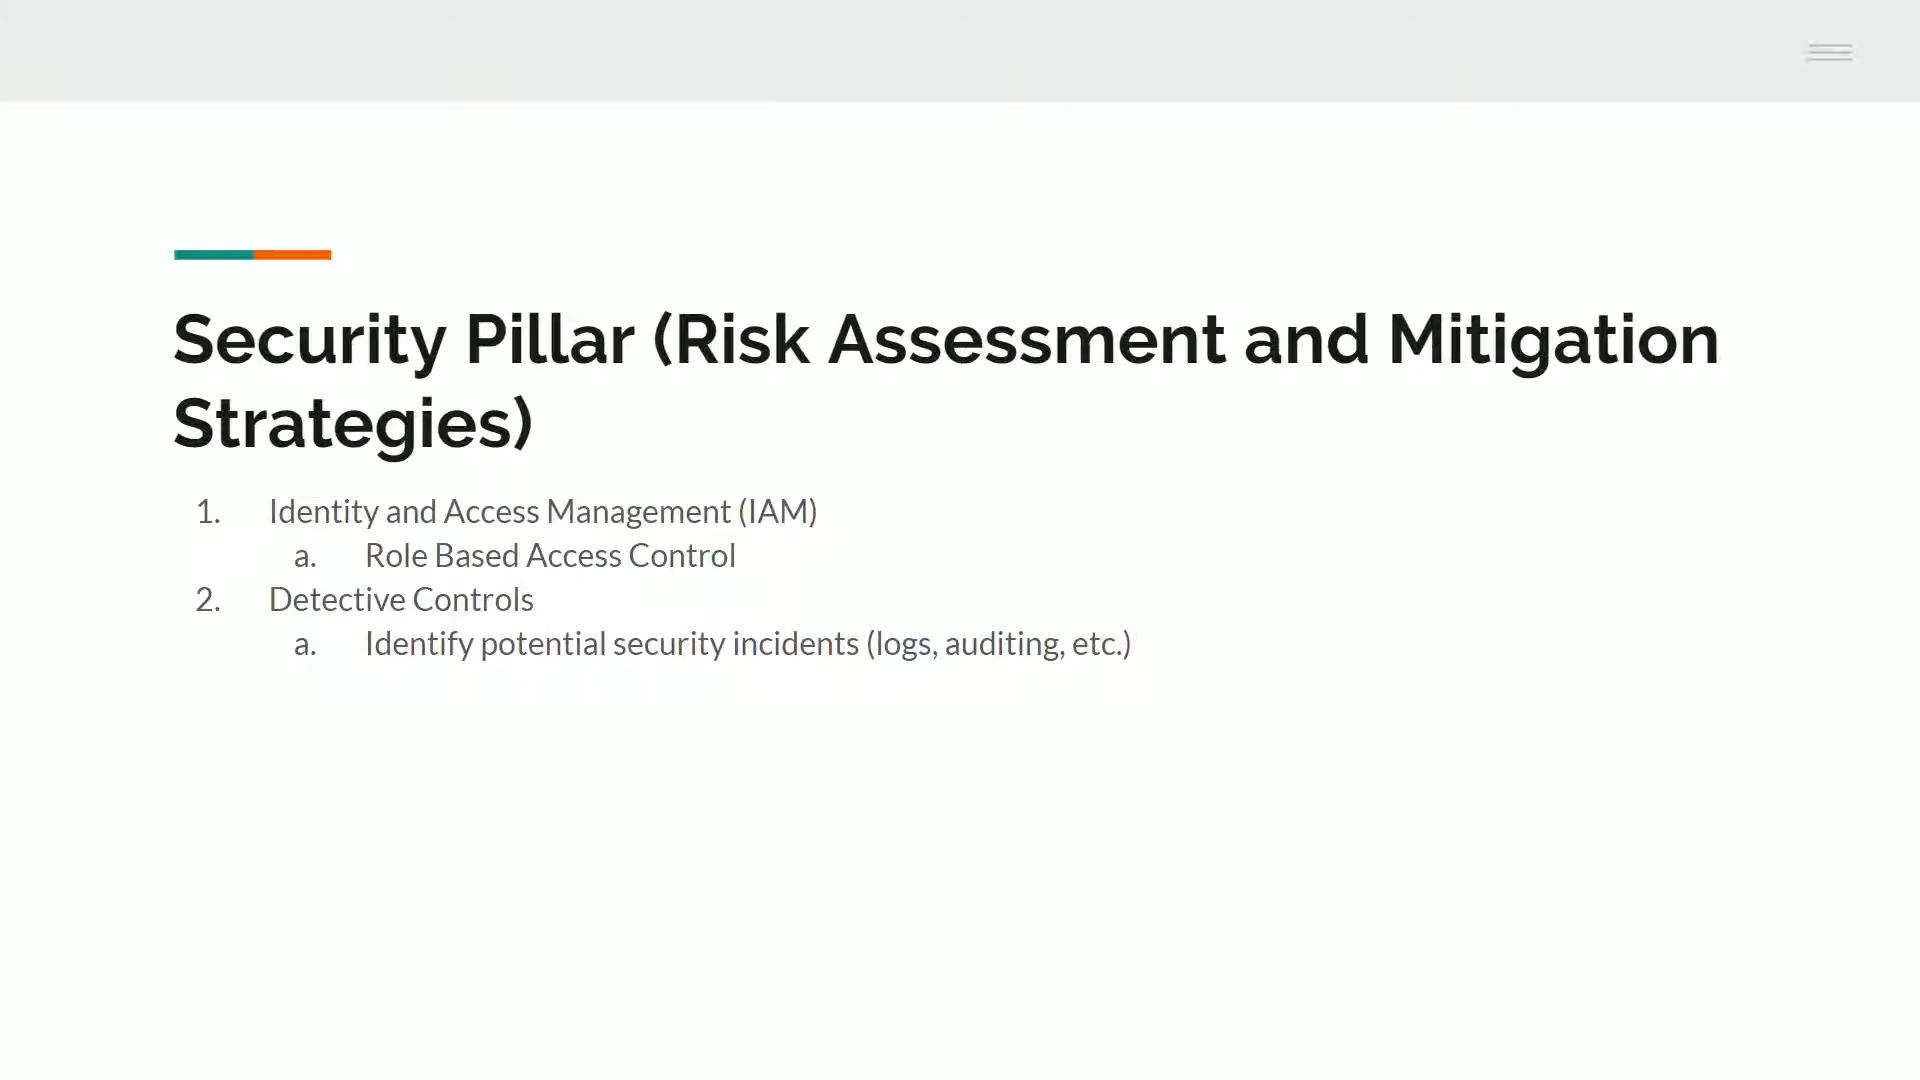 Security Pillar (Risk Assessment and Mitigation
Strategies)
1. Identity and Access Management (IAM)
a. Role Based Access Control
2. Detective Controls
a. Identify potential security incidents (logs, auditing, etc.)